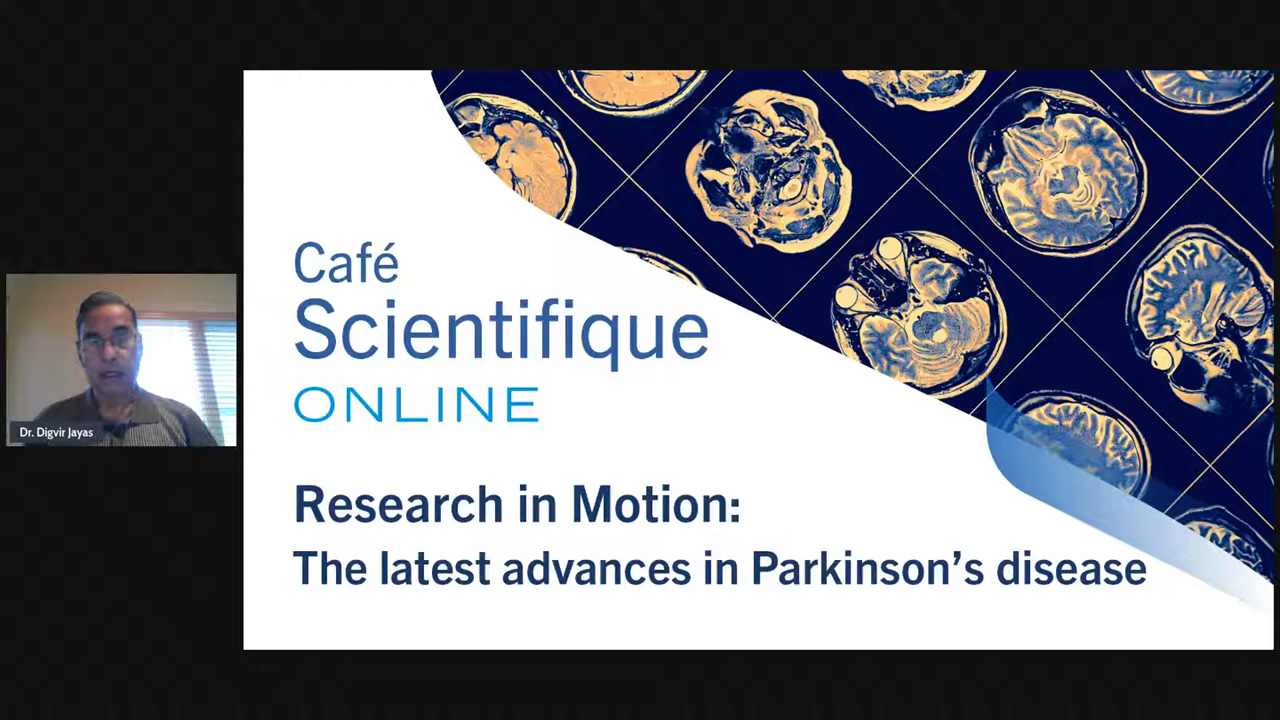 Dr. Digvir Jayas
Café
Scientifique
ONLINE
Research in Motion:
The latest advances in Parkinson’s disease